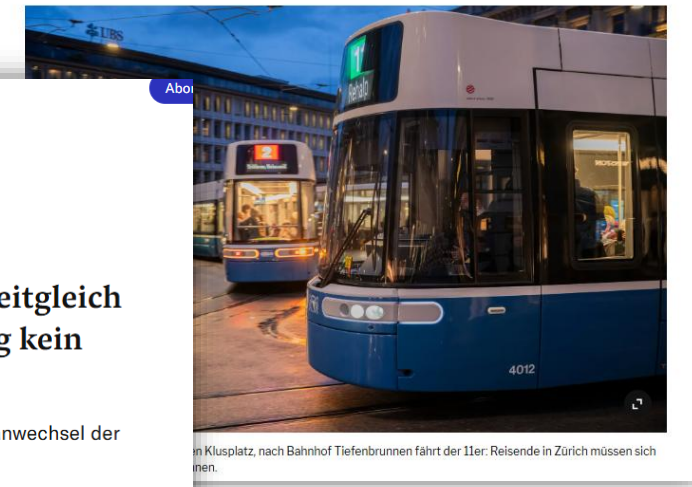 UBS
Abo
eitgleich
g kein
nwechsel der
2
Rehalp
4012
en Klusplatz, nach Bahnhof Tiefenbrunnen fährt der 11er: Reisende in Zürich müssen sich
nen.